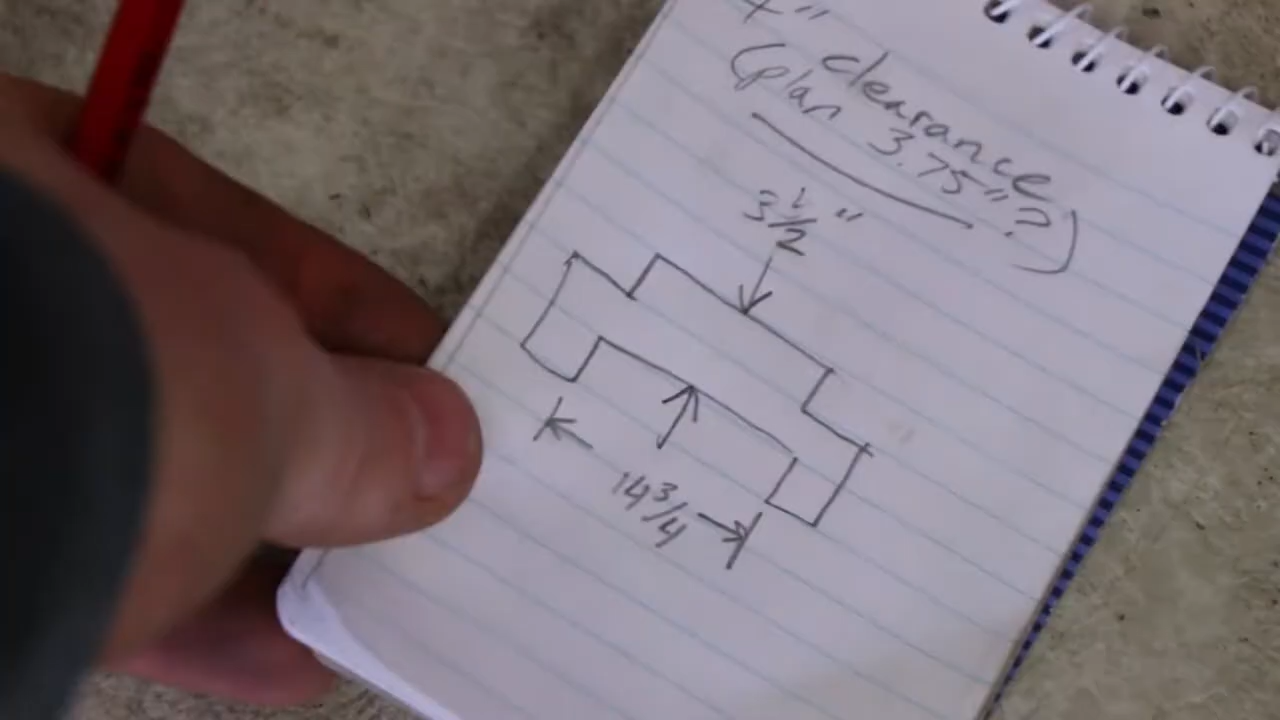 clearance
(plan 3.75"?)
3 1/2"
14 3/4